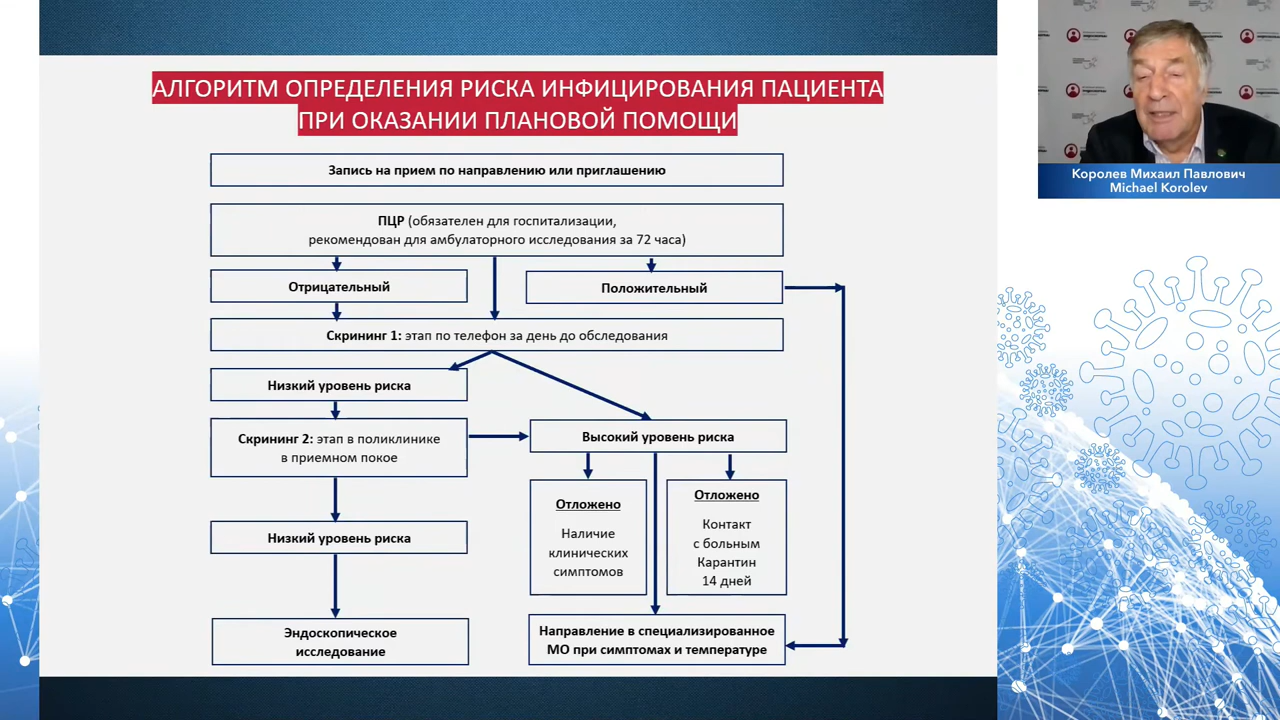 АЛГОРИТМ ОПРЕДЕЛЕНИЯ РИСКА ИНФИЦИРОВАНИЯ ПАЦИЕНТА
ПРИ ОКАЗАНИИ ПЛАНОВОЙ ПОМОЩИ
Запись на прием по направлению или приглашению
ПЦР (обязателен для госпитализации,
рекомендован для амбулаторного исследования за 72 часа)
Отрицательный
Положительный
Скрининг 1: этап по телефон за день до обследования
Низкий уровень риска
Скрининг 2: этап в поликлинике
в приемном покое
Высокий уровень риска
Отложено
Наличие
клинических
симптомов
Отложено
Контакт
с больным
Карантин
14 дней
Низкий уровень риска
Эндоскопическое
исследование
Направление в специализированное
МО при симптомах и температуре
Королев Михаил Павлович
Michael Korolev